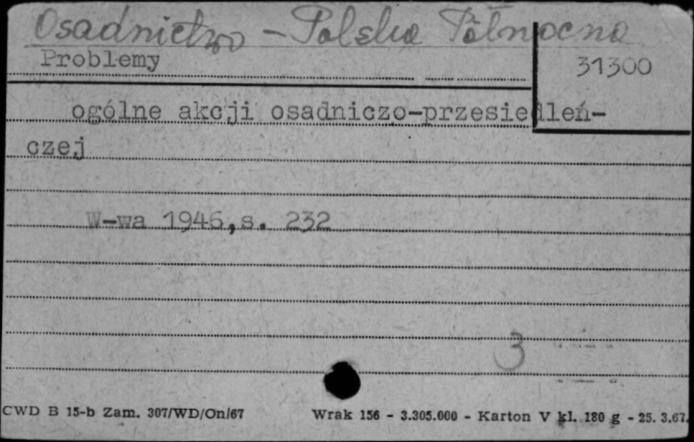 Osadnictwo - Polska Północna
Problemy
31300
ogólne akcji osadniczo-przesiedleń-
czej
W-wa 1946,s. 232
3
CWD B 15-b Zam. 307/WD/On/67 Wrak 156 - 3.305.000 - Karton V kl. 180 g - 25. 3.67.